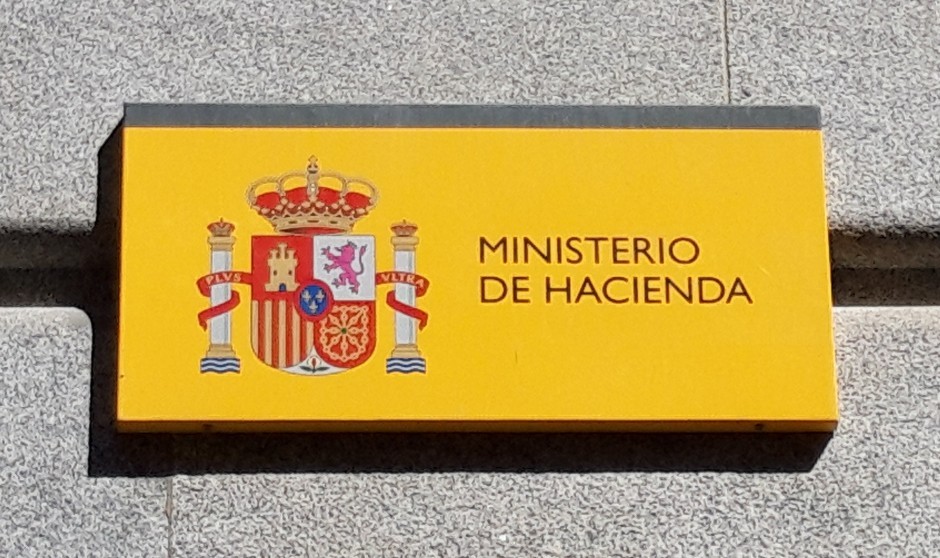 PLVS VLTRA
MINISTERIO
DE HACIENDA